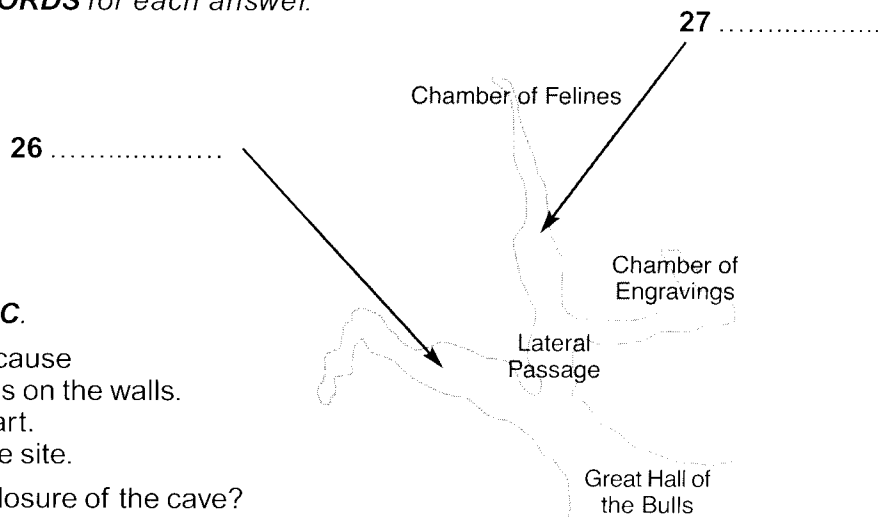 WORDS for each answer.
27 ....................
Chamber of Felines
26 ....................
Chamber of
Engravings
C.
cause
s on the walls.
Lateral
Passage
art.
e site.
Great Hall of
the Bulls
losure of the cave?